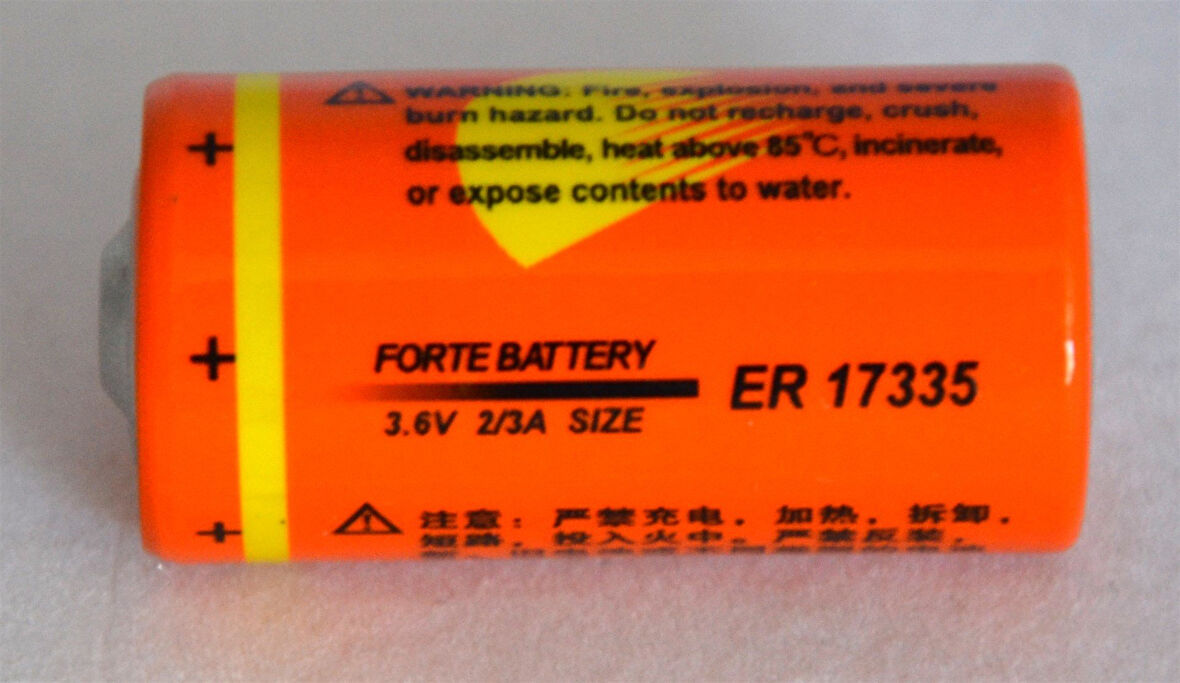 WARNING: Fire, explosion, and severe
burn hazard. Do not recharge, crush,
disassemble, heat above 85℃, incinerate,
or expose contents to water.
+
+
+
FORTE BATTERY
3.6V 2/3A SIZE
ER 17335
注意：严禁充电．加热．拆卸．
短路．投入火中．严禁反装．